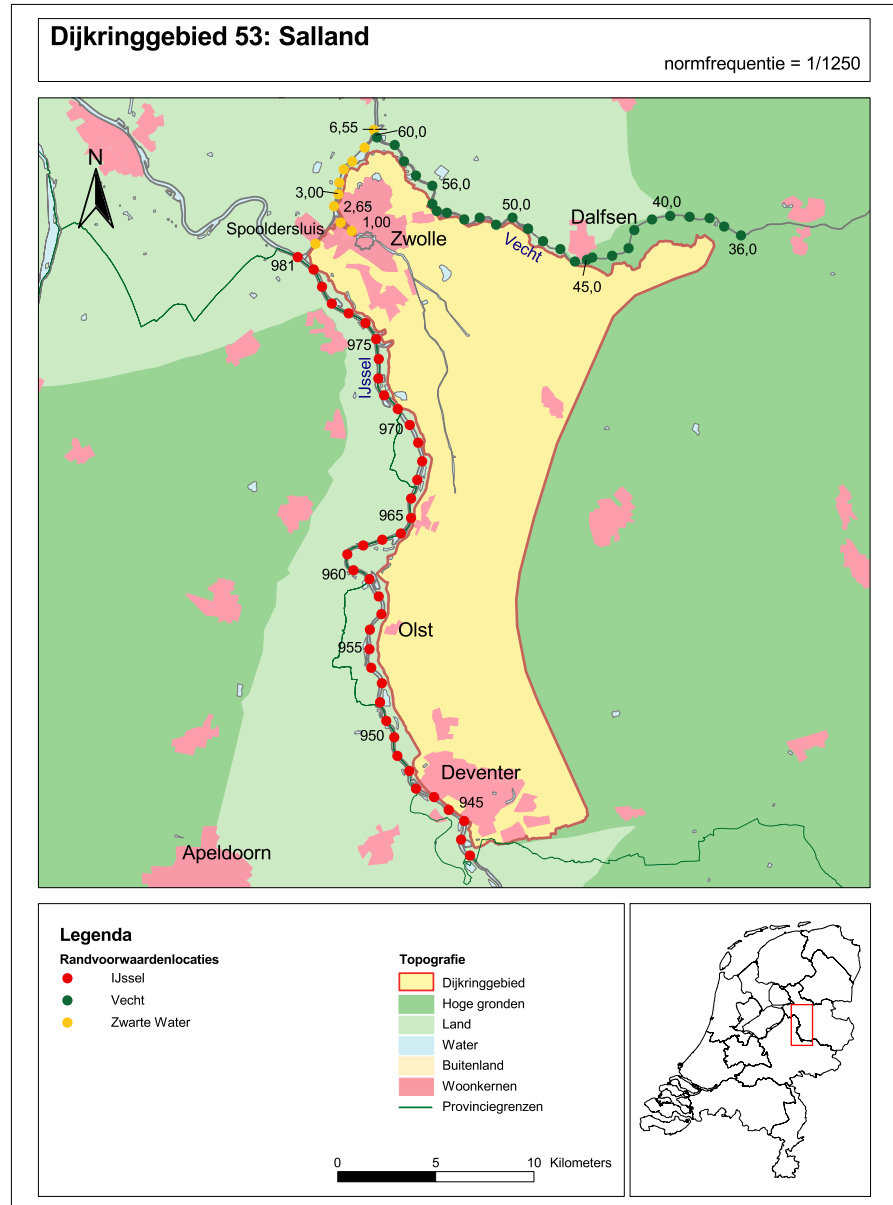 Dijkringgebied 53: Salland
normfrequentie = 1/1250
N
6,55
60,0
3,00
2,65
1,00
56,0
50,0
40,0
36,0
45,0
Spooldersluis
981
Zwolle
Dalfsen
Vecht
975
IJssel
970
965
960
Olst
955
950
Deventer
945
Apeldoorn
Legenda
Randvoorwaardenlocaties
IJssel
Vecht
Zwarte Water
Topografie
Dijkringgebied
Hoge gronden
Land
Water
Buitenland
Woonkernen
Provinciegrenzen
0 5 10 Kilometers